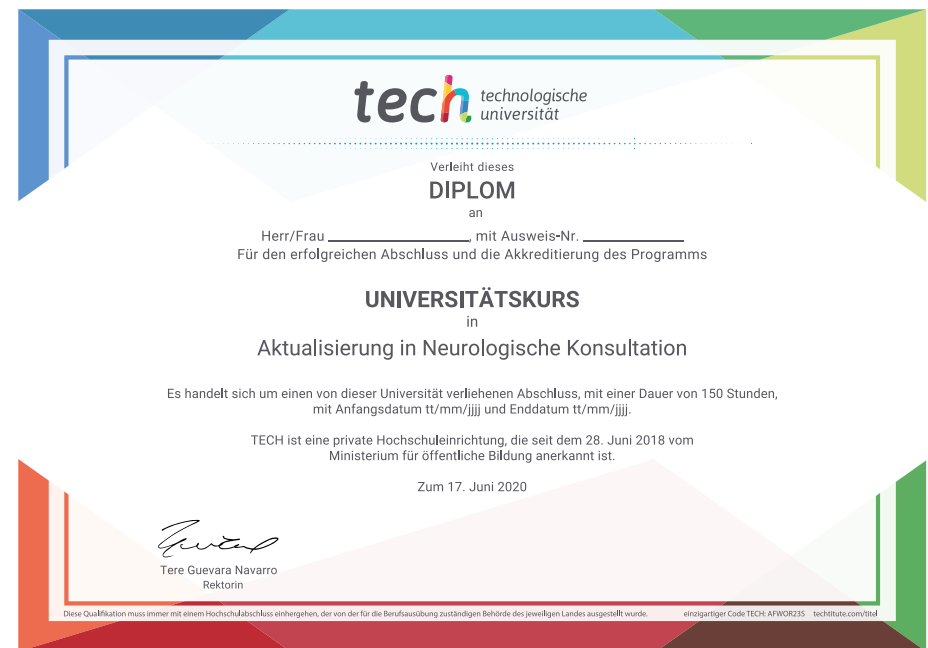 tech technologische
universität
Verleiht dieses
DIPLOM
an
Herr/Frau ____________________, mit Ausweis-Nr. ______________
Für den erfolgreichen Abschluss und die Akkreditierung des Programms
UNIVERSITÄTSKURS
in
Aktualisierung in Neurologische Konsultation
Es handelt sich um einen von dieser Universität verliehenen Abschluss, mit einer Dauer von 150 Stunden,
mit Anfangsdatum tt/mm/jjjj und Enddatum tt/mm/jjjj.
TECH ist eine private Hochschuleinrichtung, die seit dem 28. Juni 2018 vom
Ministerium für öffentliche Bildung anerkannt ist.
Zum 17. Juni 2020
Tere Guevara Navarro
Rektorin
Diese Qualifikation muss immer mit einem Hochschulabschluss einhergehen, der von der für die Berufsausübung zuständigen Behörde des jeweiligen Landes ausgestellt wurde. einzigartiger Code TECH: AFWOR23S techtitute.com/titel